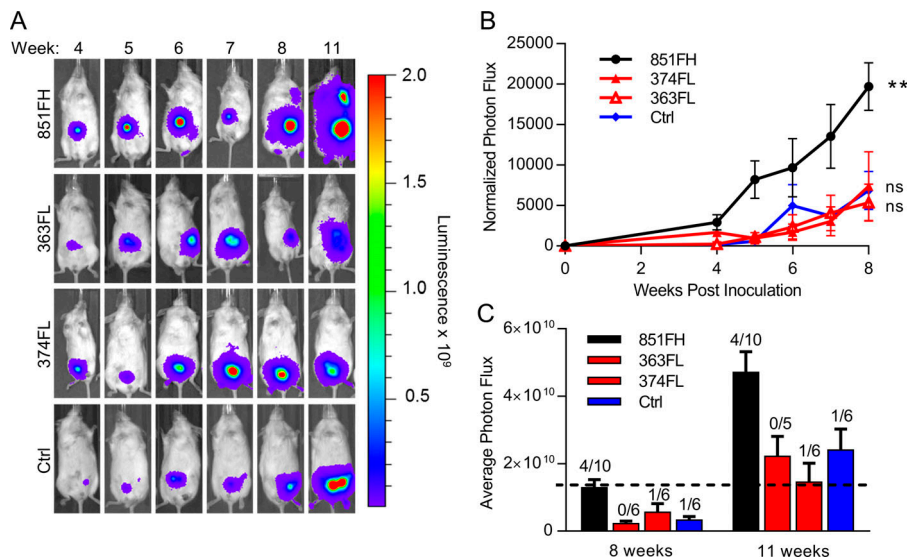 A
Week: 4 5 6 7 8 11
851FH
363FL
374FL
Ctrl
2.0
1.5
1.0
0.5
Luminescence x 10⁹
B
Normalized Photon Flux
25000
20000
15000
10000
5000
0
851FH
374FL
363FL
Ctrl
**
ns
ns
0 2 4 6 8
Weeks Post Inoculation
C
Average Photon Flux
6×10¹⁰
4×10¹⁰
2×10¹⁰
0
851FH
363FL
374FL
Ctrl
4/10 0/6 1/6 1/6
4/10 0/5 1/6 1/6
8 weeks 11 weeks